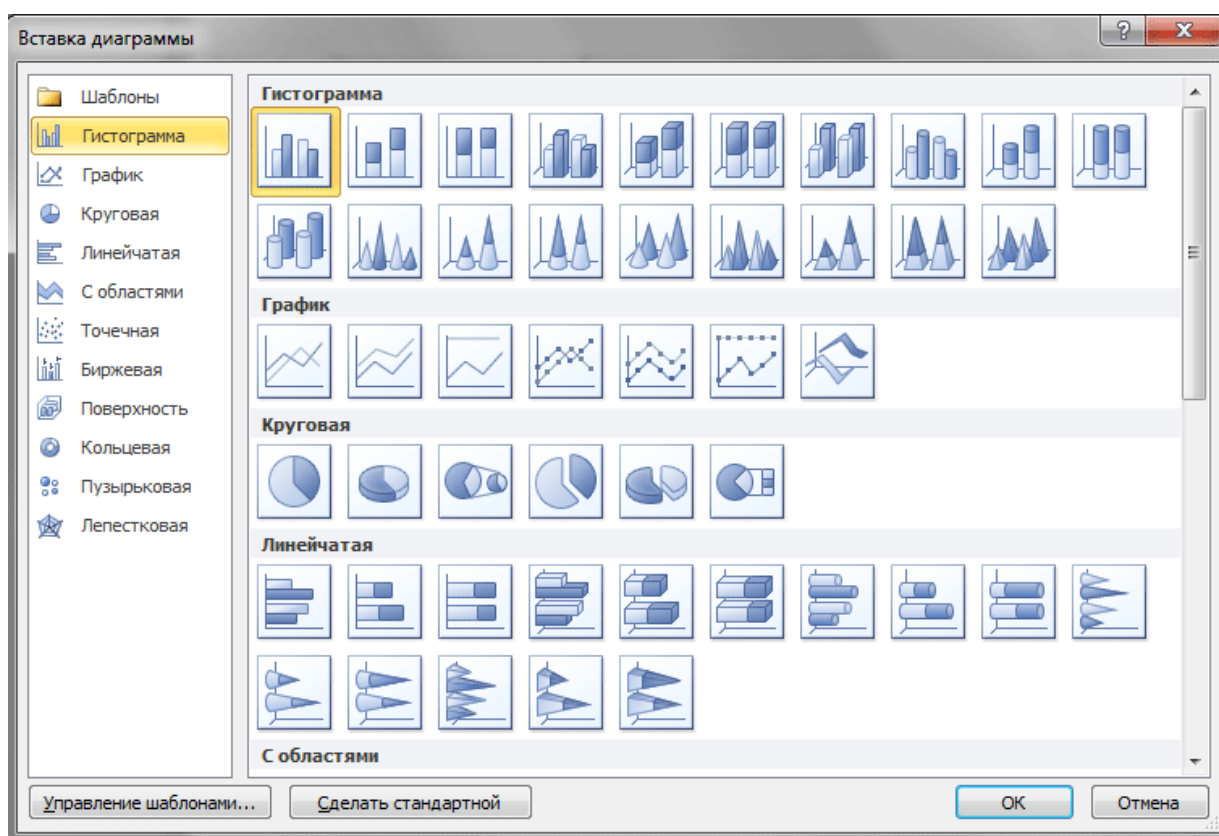 Вставка диаграммы
Шаблоны
Гистограмма
График
Круговая
Линейчатая
С областями
Точечная
Биржевая
Поверхность
Кольцевая
Пузырьковая
Лепестковая
Гистограмма
График
Круговая
Линейчатая
С областями
Управление шаблонами...
Сделать стандартной
ОК
Отмена